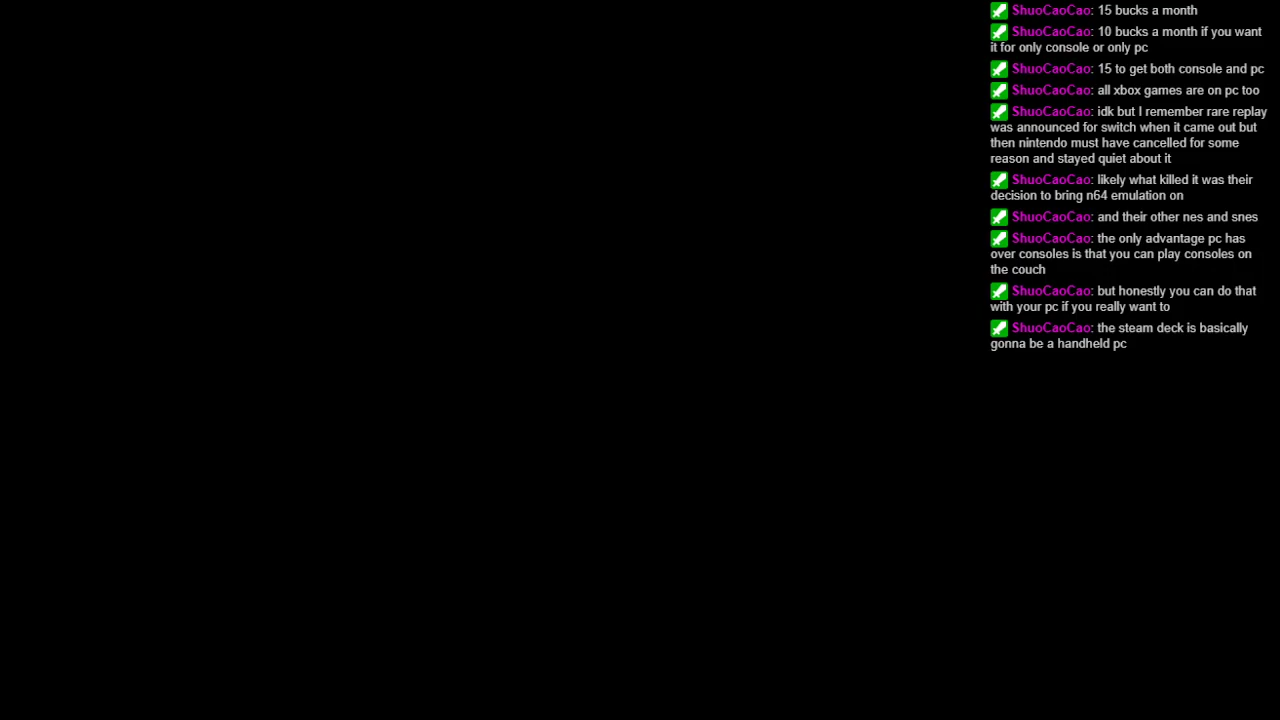 ShuoCaoCao: 15 bucks a month
ShuoCaoCao: 10 bucks a month if you want
it for only console or only pc
ShuoCaoCao: 15 to get both console and pc
ShuoCaoCao: all xbox games are on pc too
ShuoCaoCao: idk but I remember rare replay
was announced for switch when it came out but
then nintendo must have cancelled for some
reason and stayed quiet about it
ShuoCaoCao: likely what killed it was their
decision to bring n64 emulation on
ShuoCaoCao: and their other nes and snes
ShuoCaoCao: the only advantage pc has
over consoles is that you can play consoles on
the couch
ShuoCaoCao: but honestly you can do that
with your pc if you really want to
ShuoCaoCao: the steam deck is basically
gonna be a handheld pc